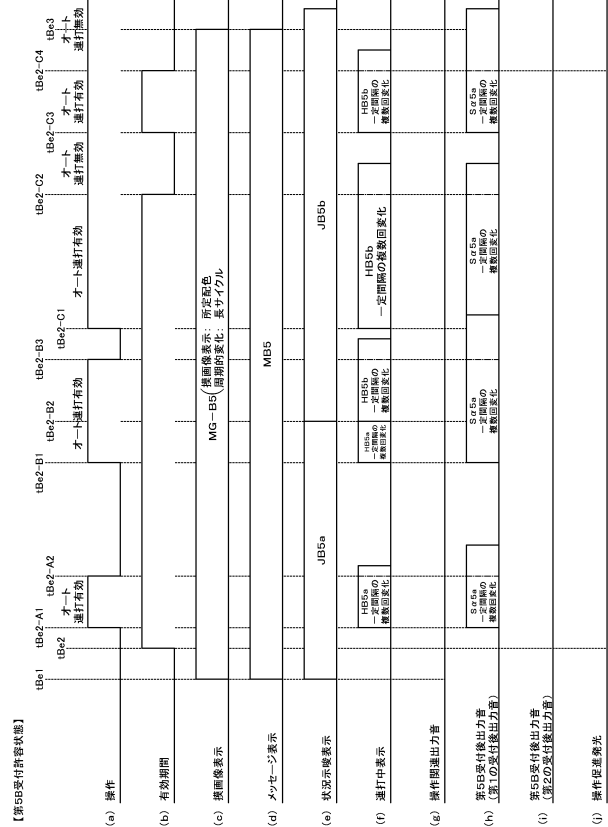 【第5B受付許容状態】
tBe1
tBe2
tBe2-A1
tBe2-A2
tBe2-B1
tBe2-B2
tBe2-B3
tBe2-C1
tBe2-C2
tBe2-C3
tBe2-C4
tBe3
オート
連打有効
オート連打有効
オート連打有効
オート
連打無効
オート
連打有効
オート
連打無効
(a) 操作
(b) 有効期間
(c) 摸画像表示
MG-B5(摸画像表示: 所定配色
周期的変化: 長サイクル
(d) メッセージ表示
MB5
(e) 状況示唆表示
JB5a
JB5b
(f) 連打中表示
HB5a
一定間隔の
複数回変化
HB5a
一定間隔の
複数回変化
HB5b
一定間隔の
複数回変化
HB5b
一定間隔の複数回変化
HB5b
一定間隔の
複数回変化
(g) 操作関連出力音
(h) 第5B受付後出力音
(第1の受付後出力音)
Sα5a
一定間隔の
複数回変化
Sα5a
一定間隔の
複数回変化
Sα5a
一定間隔の
複数回変化
Sα5a
一定間隔の
複数回変化
(i) 第5B受付後出力音
(第2の受付後出力音)
(j) 操作促進発光